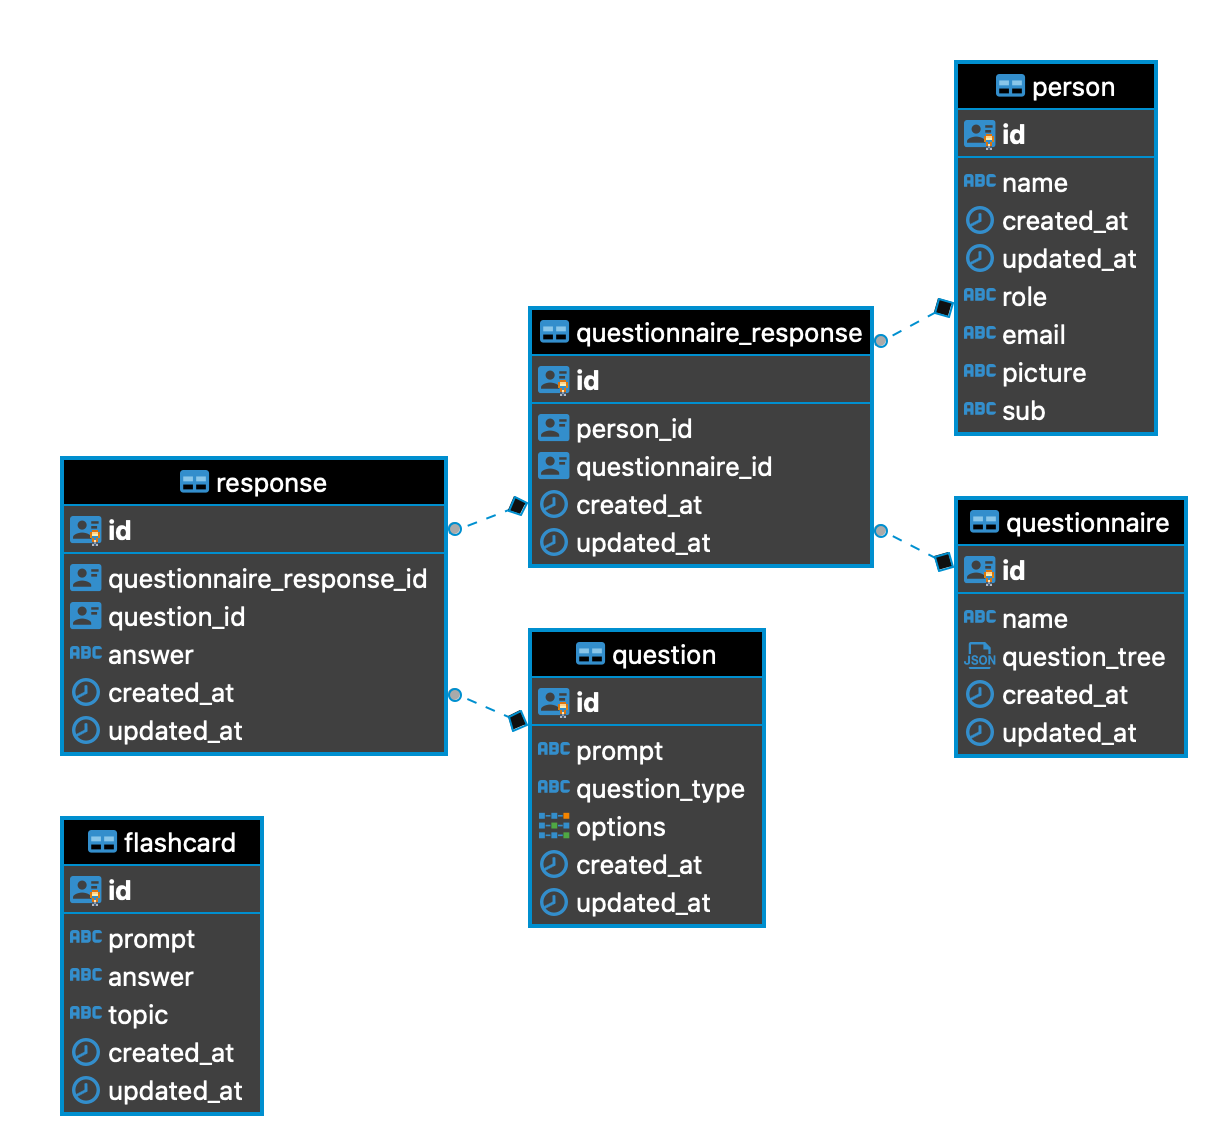 person
id
ABC name
created_at
updated_at
ABC role
ABC email
ABC picture
ABC sub
questionnaire_response
id
person_id
questionnaire_id
created_at
updated_at
response
id
questionnaire_response_id
question_id
ABC answer
created_at
updated_at
questionnaire
id
ABC name
JSON question_tree
created_at
updated_at
question
id
ABC prompt
ABC question_type
options
created_at
updated_at
flashcard
id
ABC prompt
ABC answer
ABC topic
created_at
updated_at